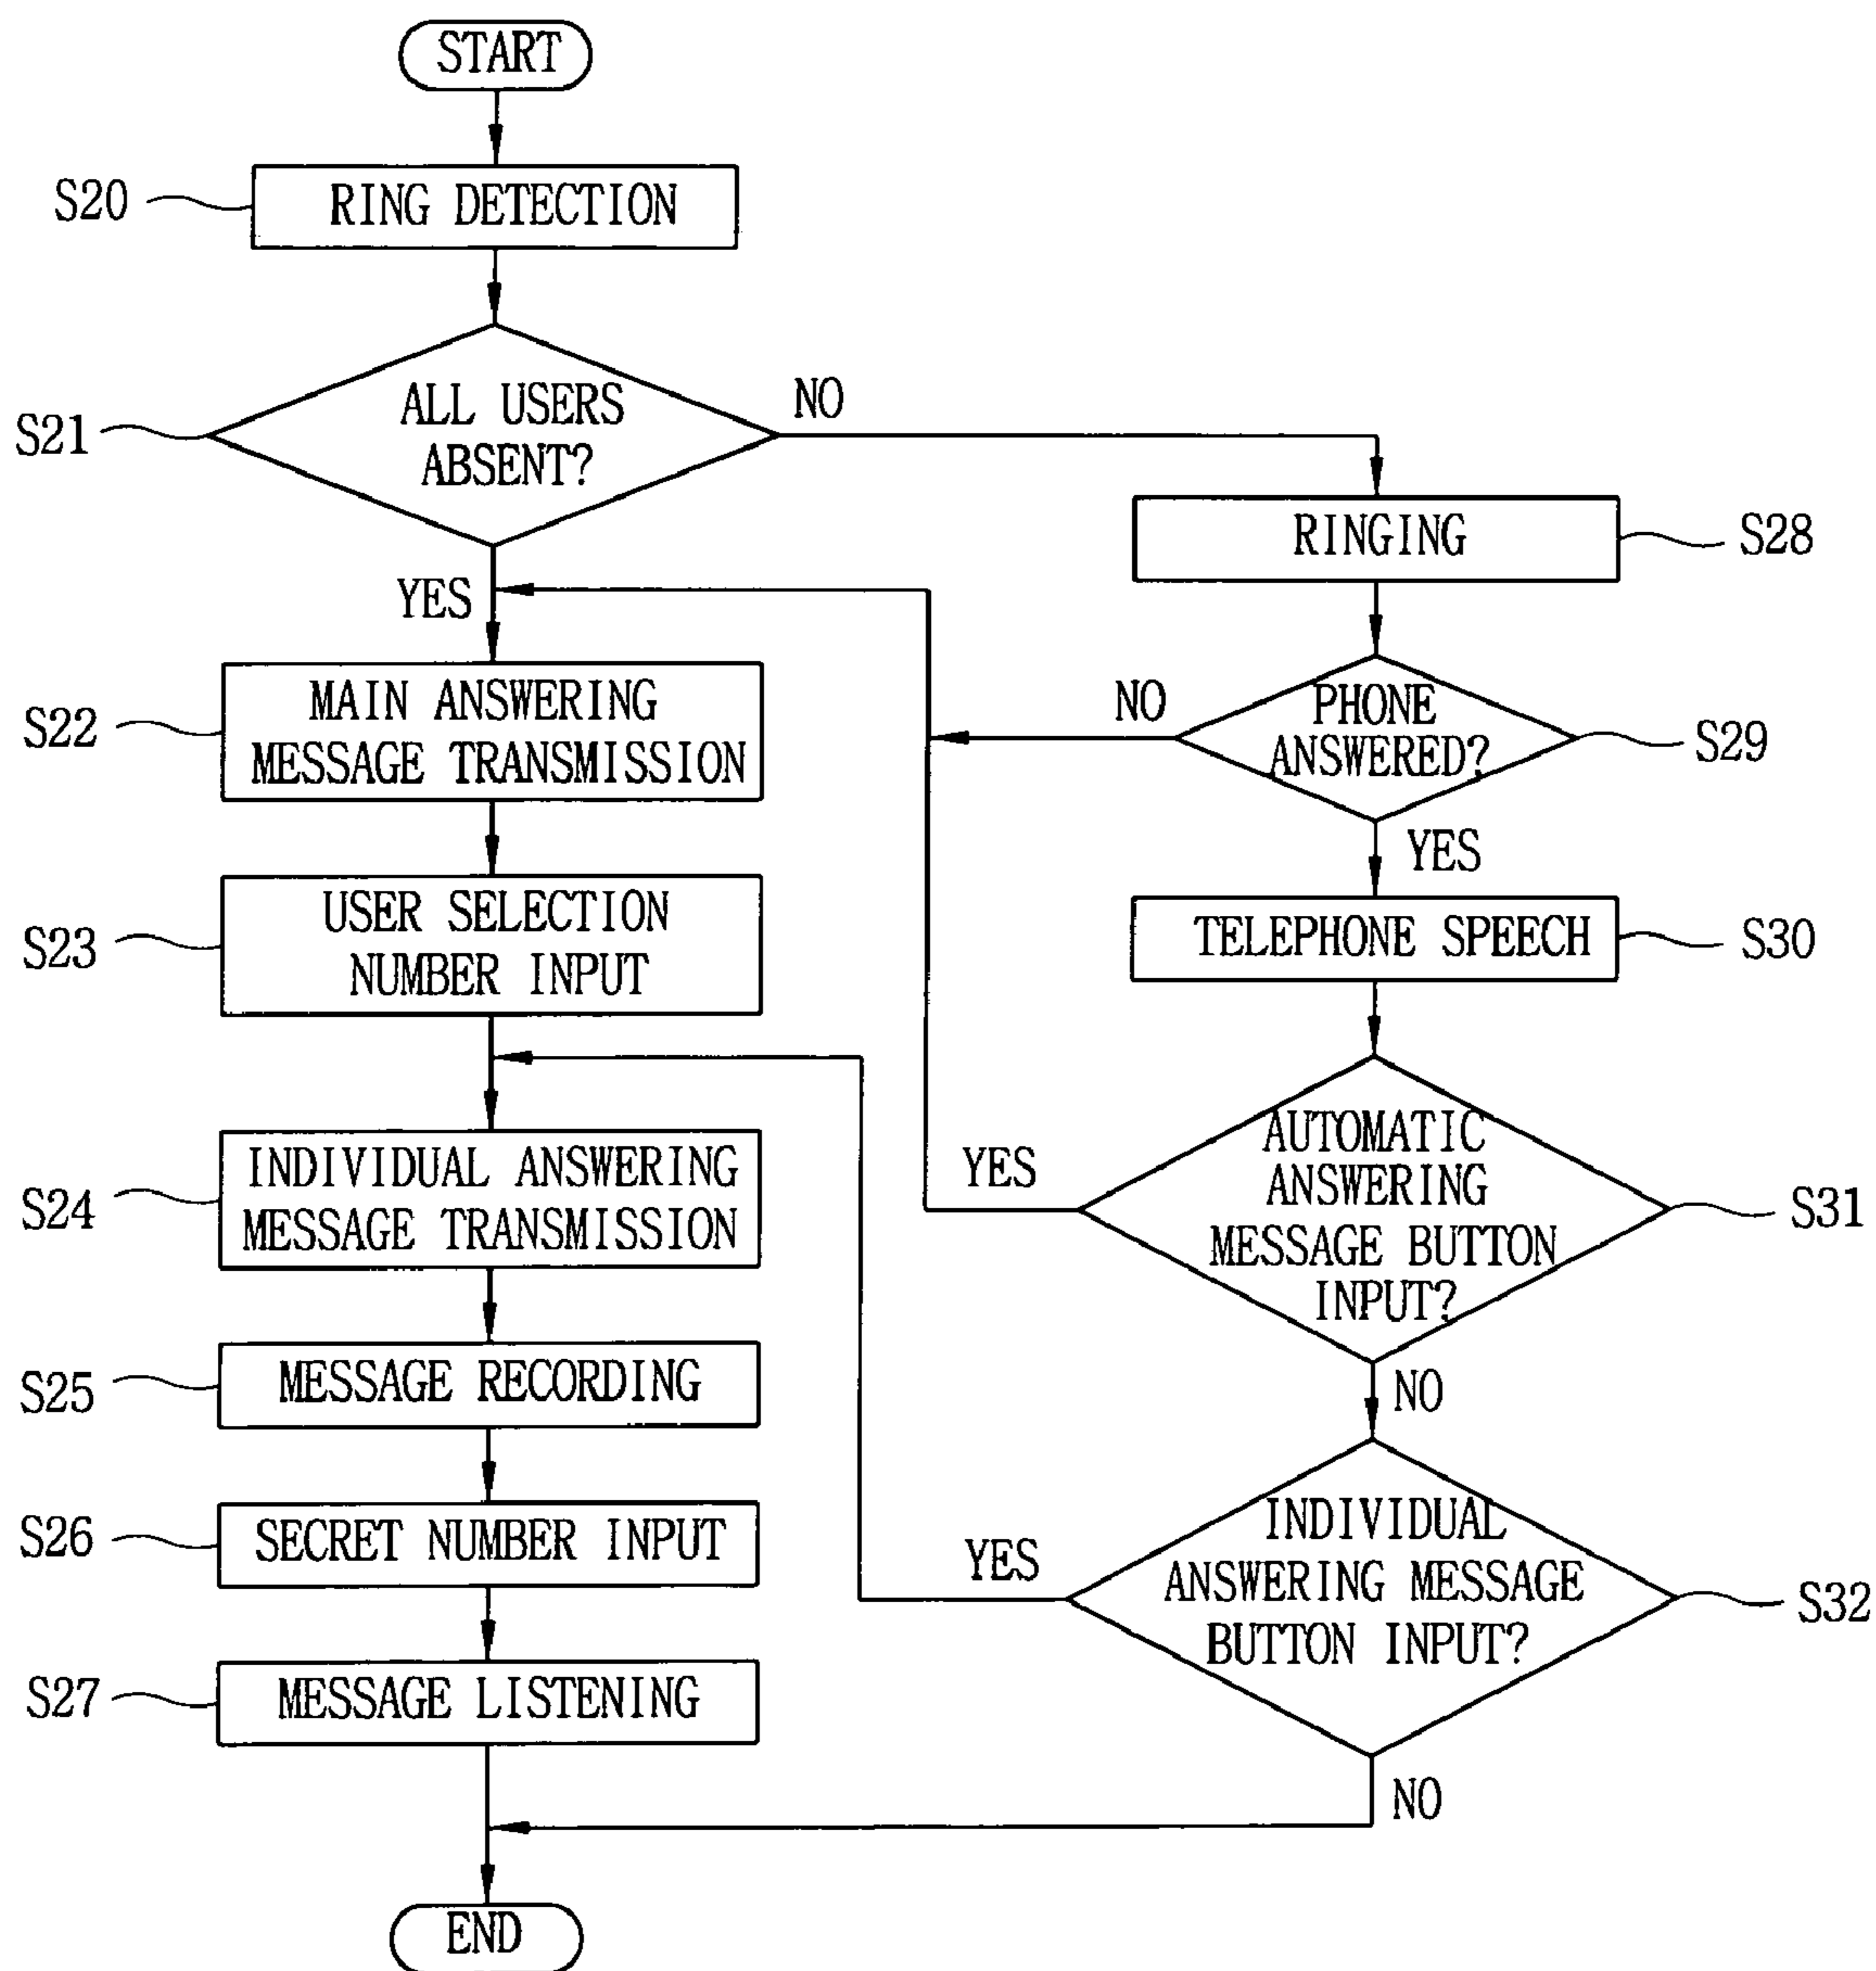 START
S20
RING DETECTION
S21
ALL USERS
ABSENT?
NO
YES
S22
MAIN ANSWERING
MESSAGE TRANSMISSION
S23
USER SELECTION
NUMBER INPUT
S24
INDIVIDUAL ANSWERING
MESSAGE TRANSMISSION
S25
MESSAGE RECORDING
S26
SECRET NUMBER INPUT
S27
MESSAGE LISTENING
END
RINGING
S28
PHONE
ANSWERED?
S29
NO
YES
TELEPHONE SPEECH
S30
AUTOMATIC
ANSWERING
MESSAGE BUTTON
INPUT?
S31
YES
NO
INDIVIDUAL
ANSWERING MESSAGE
BUTTON INPUT?
S32
YES
NO